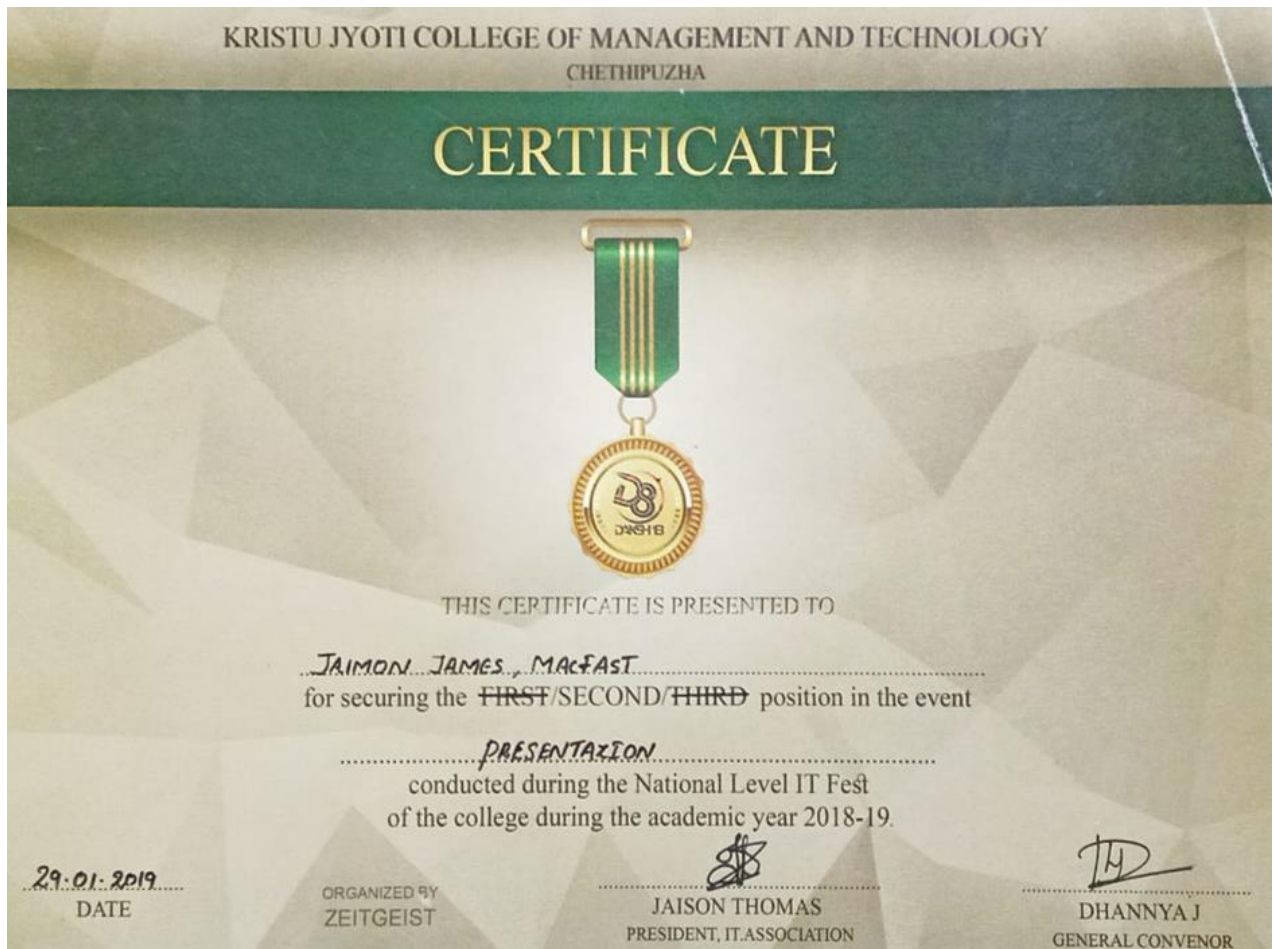 KRISTU JYOTI COLLEGE OF MANAGEMENT AND TECHNOLOGY
CHETHIPUZHA
CERTIFICATE
D8
DAKSH18
THIS CERTIFICATE IS PRESENTED TO
JAIMON JAMES, MACFAST
for securing the FIRST/SECOND/THIRD position in the event
PRESENTAZION
conducted during the National Level IT Fest
of the college during the academic year 2018-19.
29.01.2019
DATE
ORGANIZED BY
ZEITGEIST
JAISON THOMAS
PRESIDENT, IT.ASSOCIATION
DHANNYA J
GENERAL CONVENOR